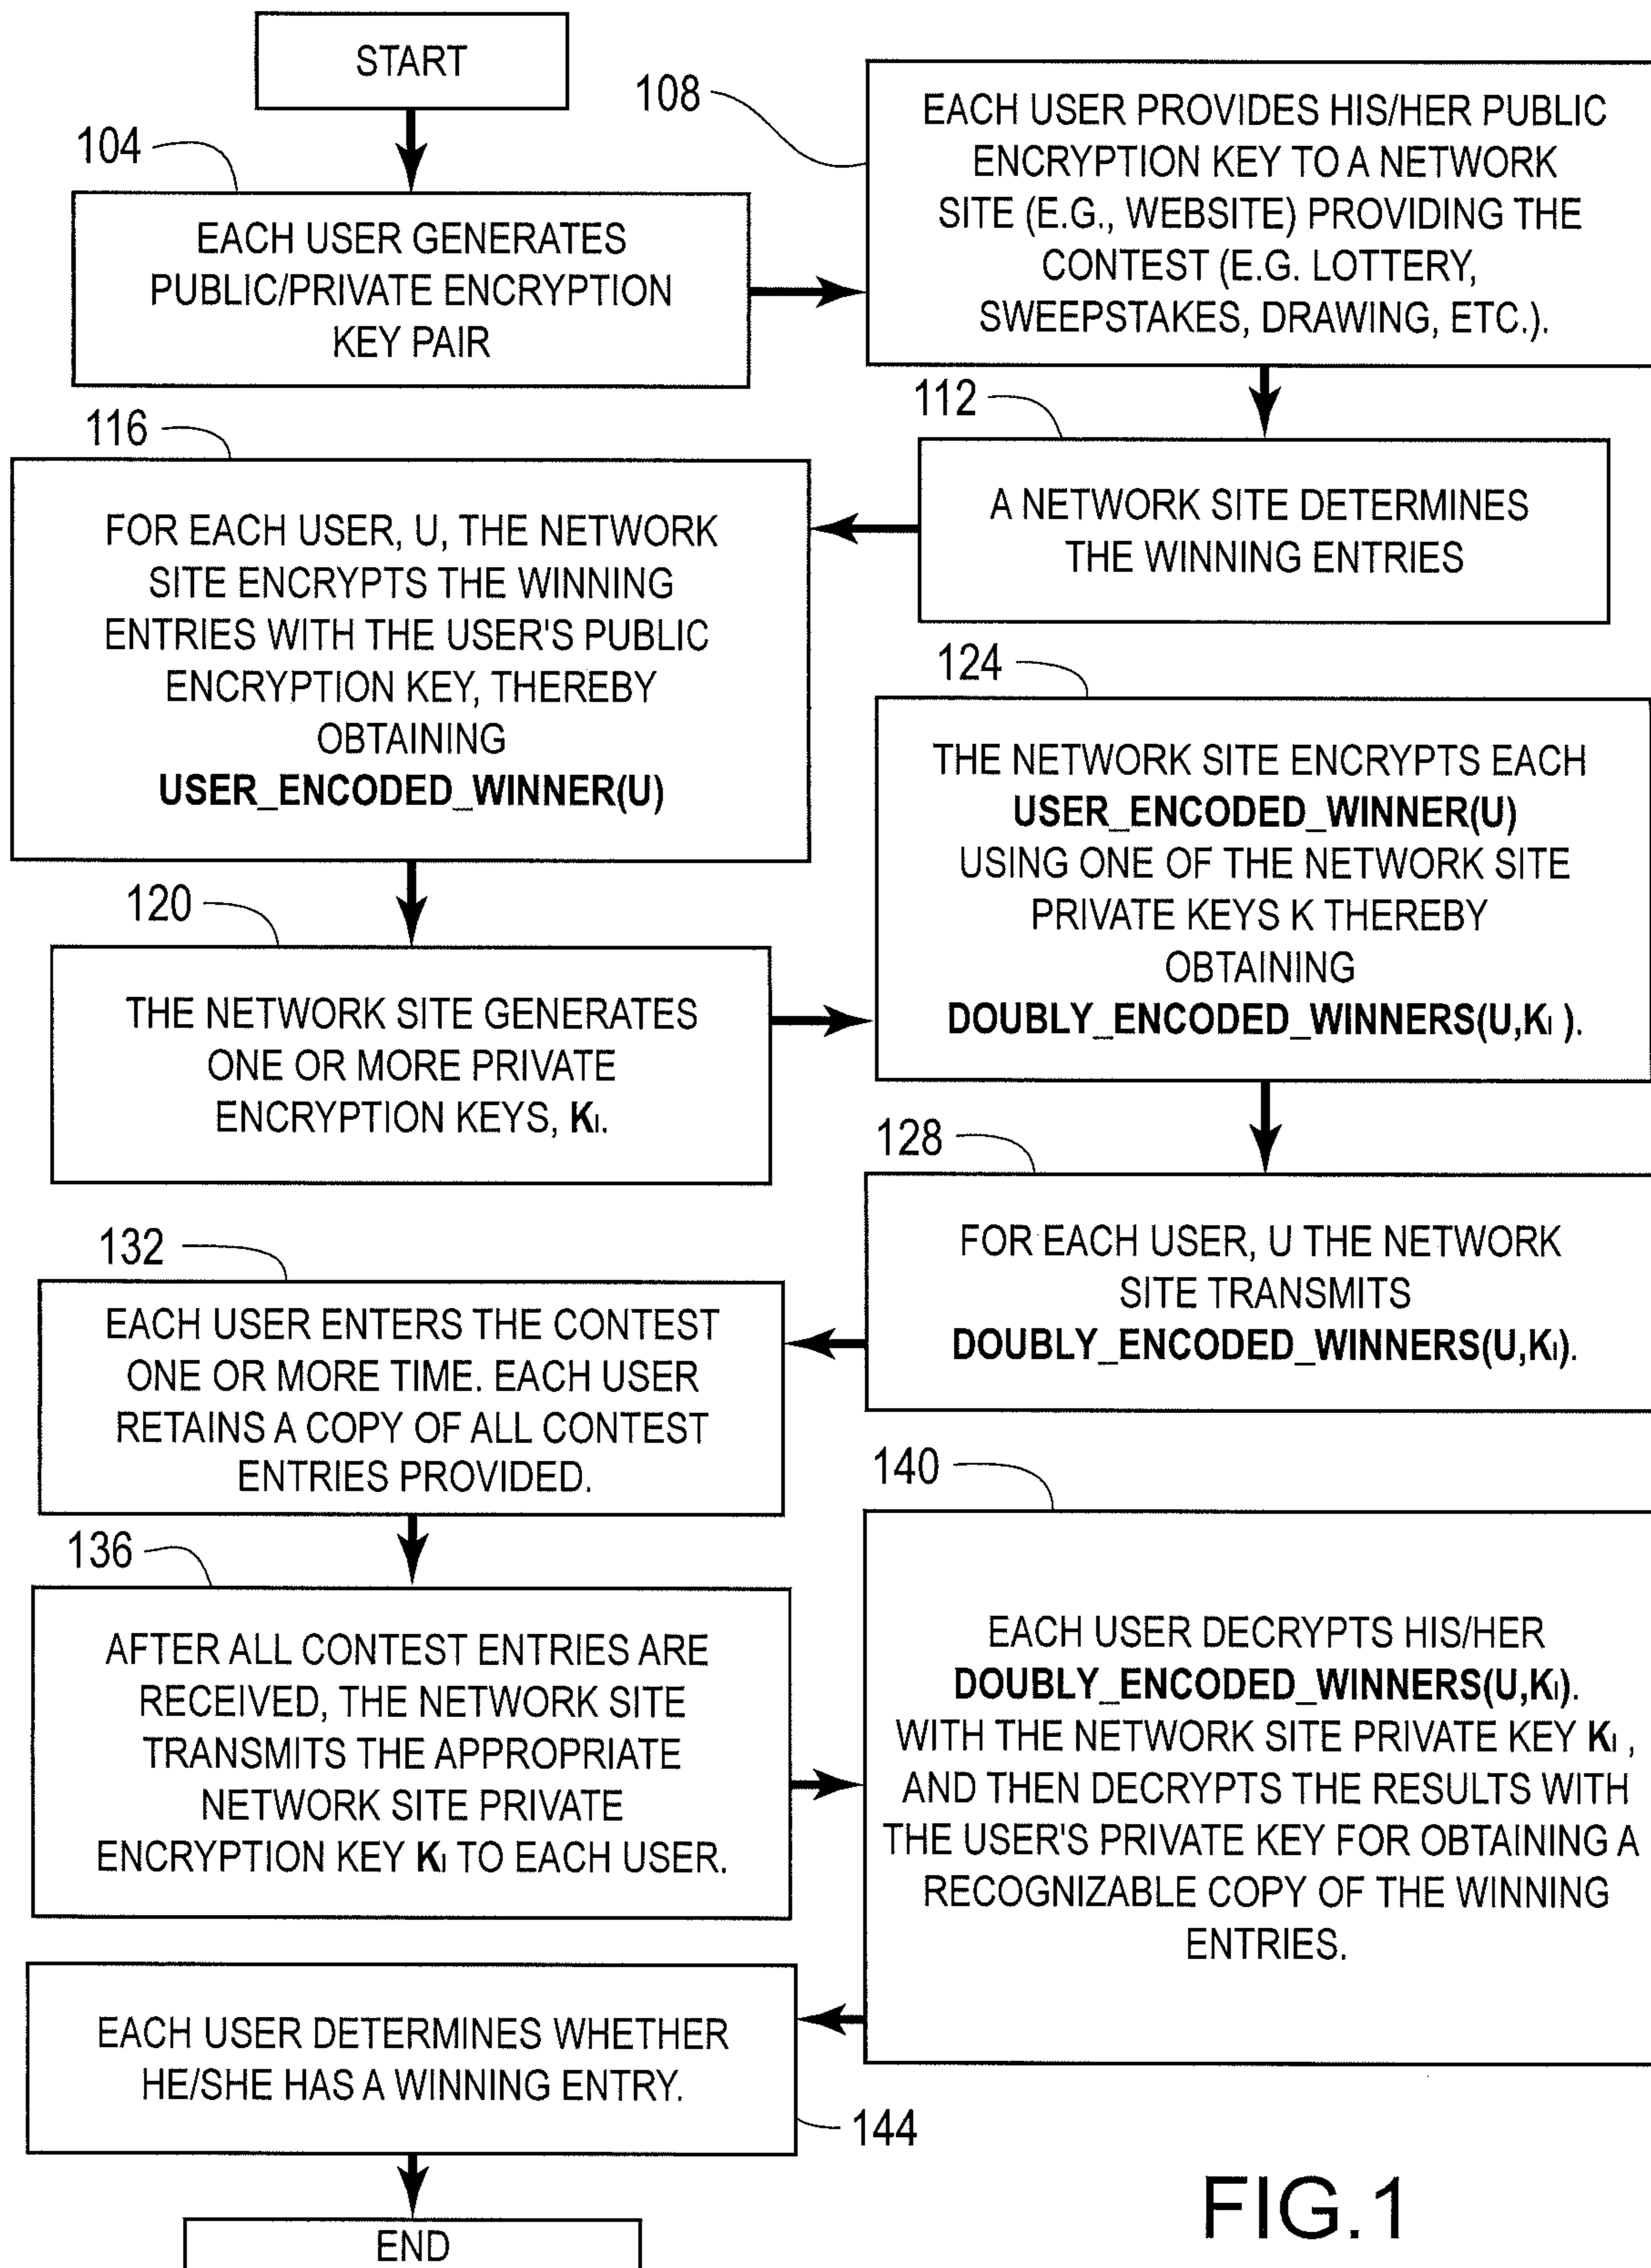 START
104
EACH USER GENERATES
PUBLIC/PRIVATE ENCRYPTION
KEY PAIR
108
EACH USER PROVIDES HIS/HER PUBLIC
ENCRYPTION KEY TO A NETWORK
SITE (E.G., WEBSITE) PROVIDING THE
CONTEST (E.G. LOTTERY,
SWEEPSTAKES, DRAWING, ETC.).
112
A NETWORK SITE DETERMINES
THE WINNING ENTRIES
116
FOR EACH USER, U, THE NETWORK
SITE ENCRYPTS THE WINNING
ENTRIES WITH THE USER'S PUBLIC
ENCRYPTION KEY, THEREBY
OBTAINING
USER_ENCODED_WINNER(U)
120
THE NETWORK SITE GENERATES
ONE OR MORE PRIVATE
ENCRYPTION KEYS, KI.
124
THE NETWORK SITE ENCRYPTS EACH
USER_ENCODED_WINNER(U)
USING ONE OF THE NETWORK SITE
PRIVATE KEYS K THEREBY
OBTAINING
DOUBLY_ENCODED_WINNERS(U,KI ).
128
FOR EACH USER, U THE NETWORK
SITE TRANSMITS
DOUBLY_ENCODED_WINNERS(U,KI).
132
EACH USER ENTERS THE CONTEST
ONE OR MORE TIME. EACH USER
RETAINS A COPY OF ALL CONTEST
ENTRIES PROVIDED.
136
AFTER ALL CONTEST ENTRIES ARE
RECEIVED, THE NETWORK SITE
TRANSMITS THE APPROPRIATE
NETWORK SITE PRIVATE
ENCRYPTION KEY KI TO EACH USER.
140
EACH USER DECRYPTS HIS/HER
DOUBLY_ENCODED_WINNERS(U,KI).
WITH THE NETWORK SITE PRIVATE KEY KI ,
AND THEN DECRYPTS THE RESULTS WITH
THE USER'S PRIVATE KEY FOR OBTAINING A
RECOGNIZABLE COPY OF THE WINNING
ENTRIES.
EACH USER DETERMINES WHETHER
HE/SHE HAS A WINNING ENTRY.
144
END
FIG.1